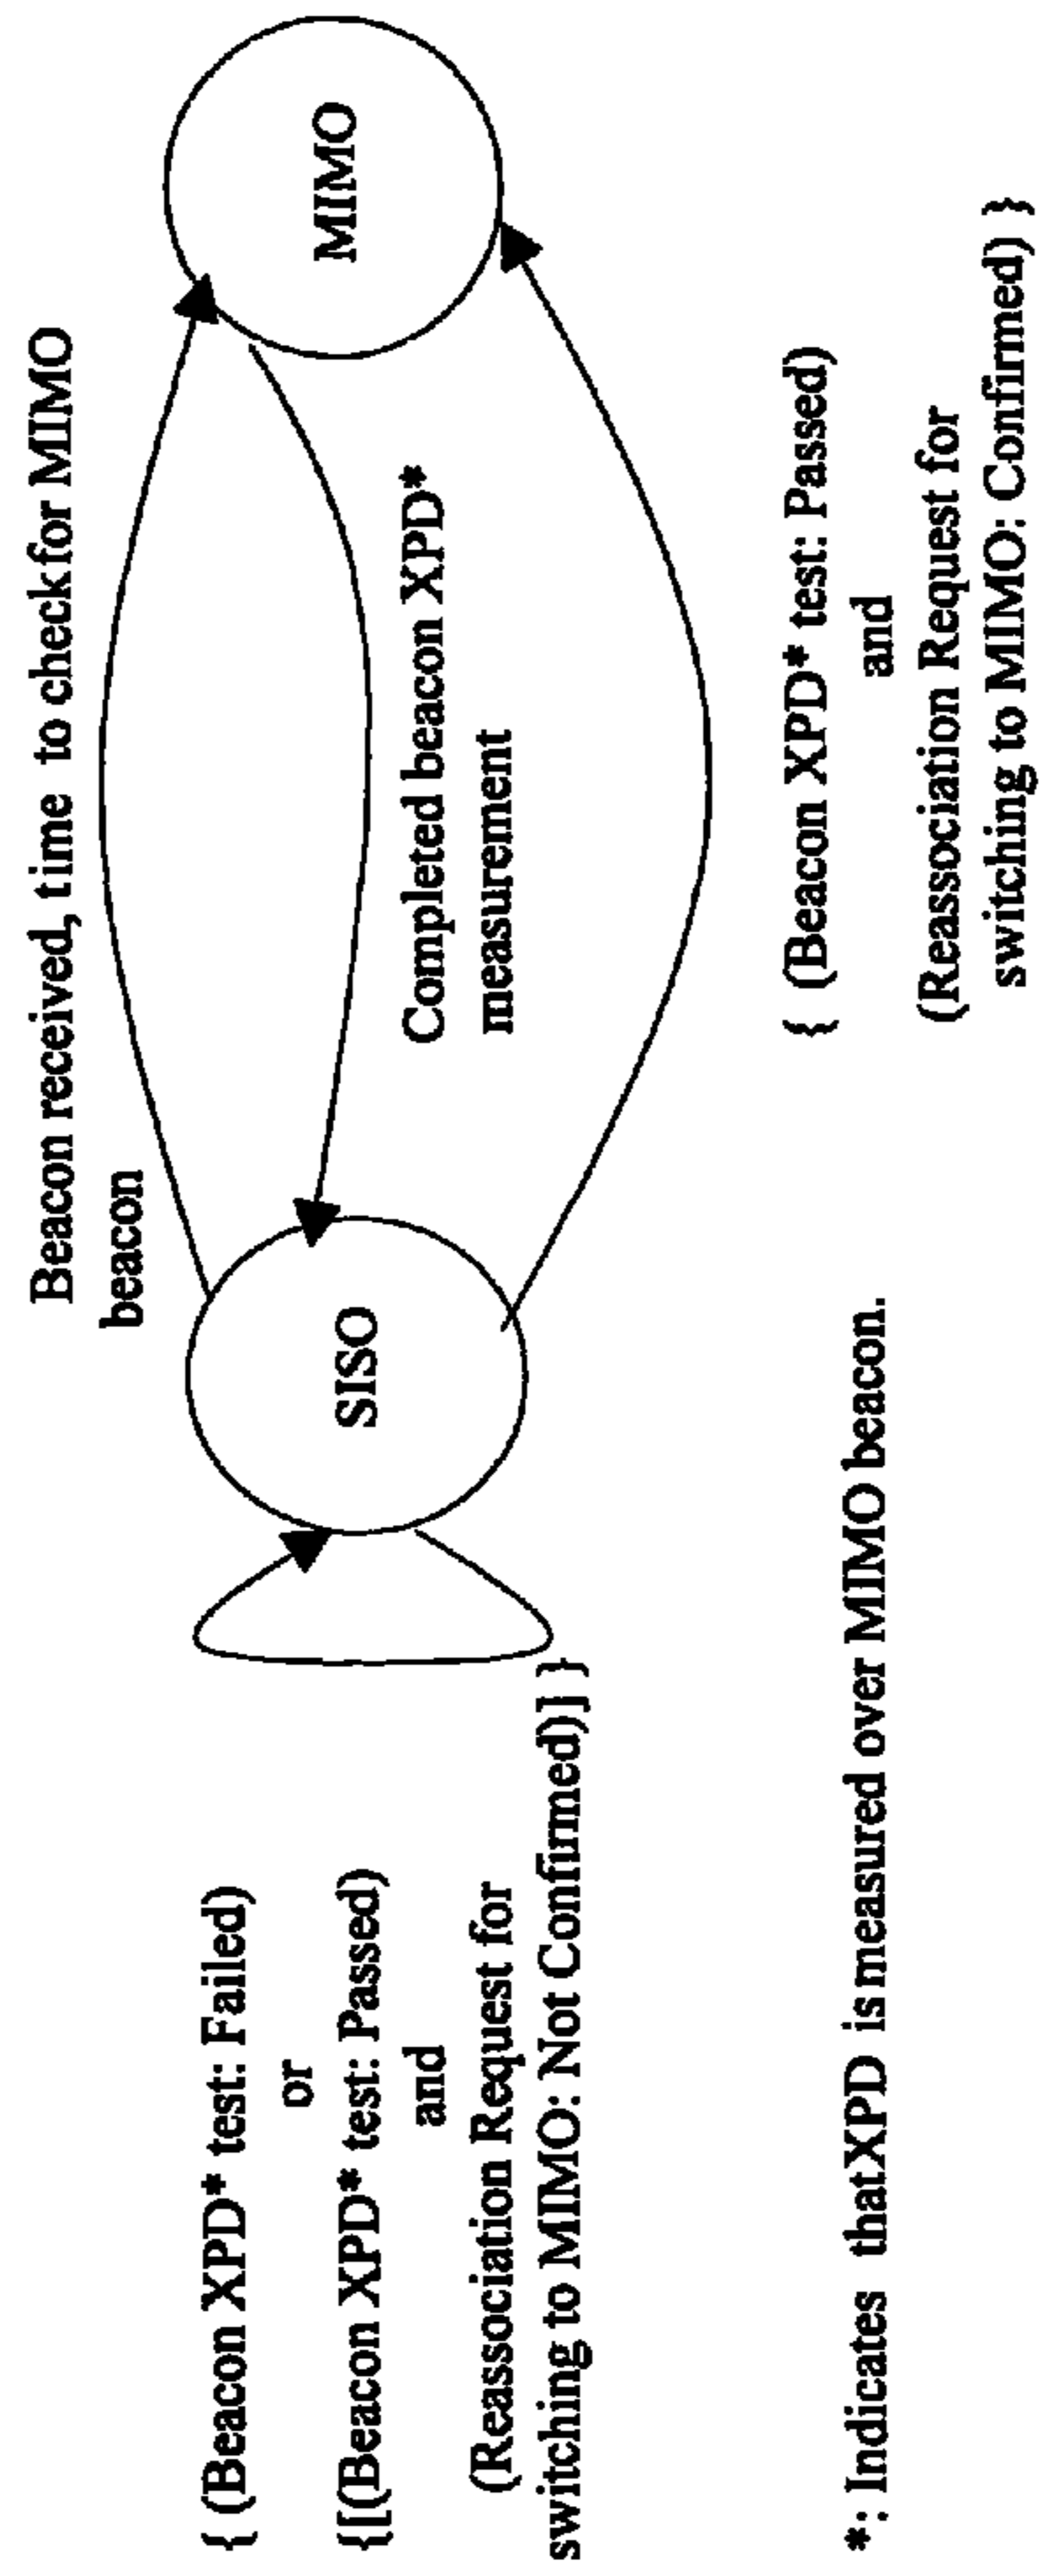 Beacon received, time to check for MIMO
beacon
MIMO
SISO
Completed beacon XPD*
measurement
{ (Beacon XPD* test: Failed)
or
{[(Beacon XPD* test: Passed)
and
(Reassociation Request for
switching to MIMO: Not Confirmed)] }
{ (Beacon XPD* test: Passed)
and
(Reassociation Request for
switching to MIMO: Confirmed) }
*: Indicates that XPD is measured over MIMO beacon.